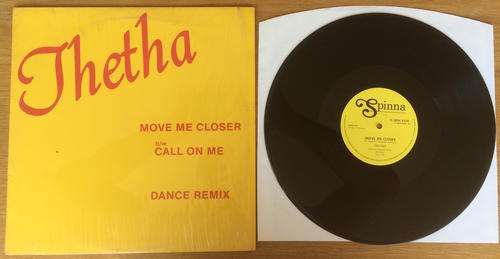 Thetha
MOVE ME CLOSER
B/W
CALL ON ME
DANCE REMIX
Spinna
MOVE ME CLOSER